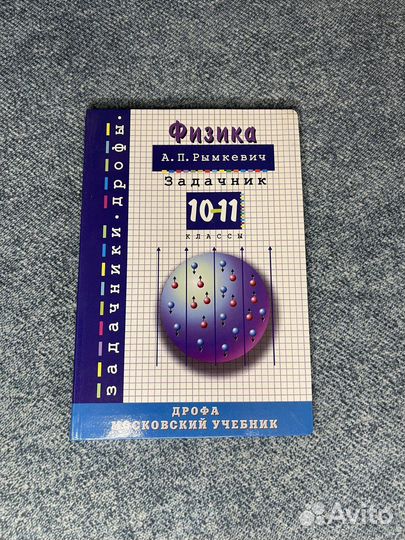 задачники·дрофы·
Физика
А.П.Рымкевич
Задачник
10-11
классы
ДРОФА
МОСКОВСКИЙ УЧЕБНИК
Avito